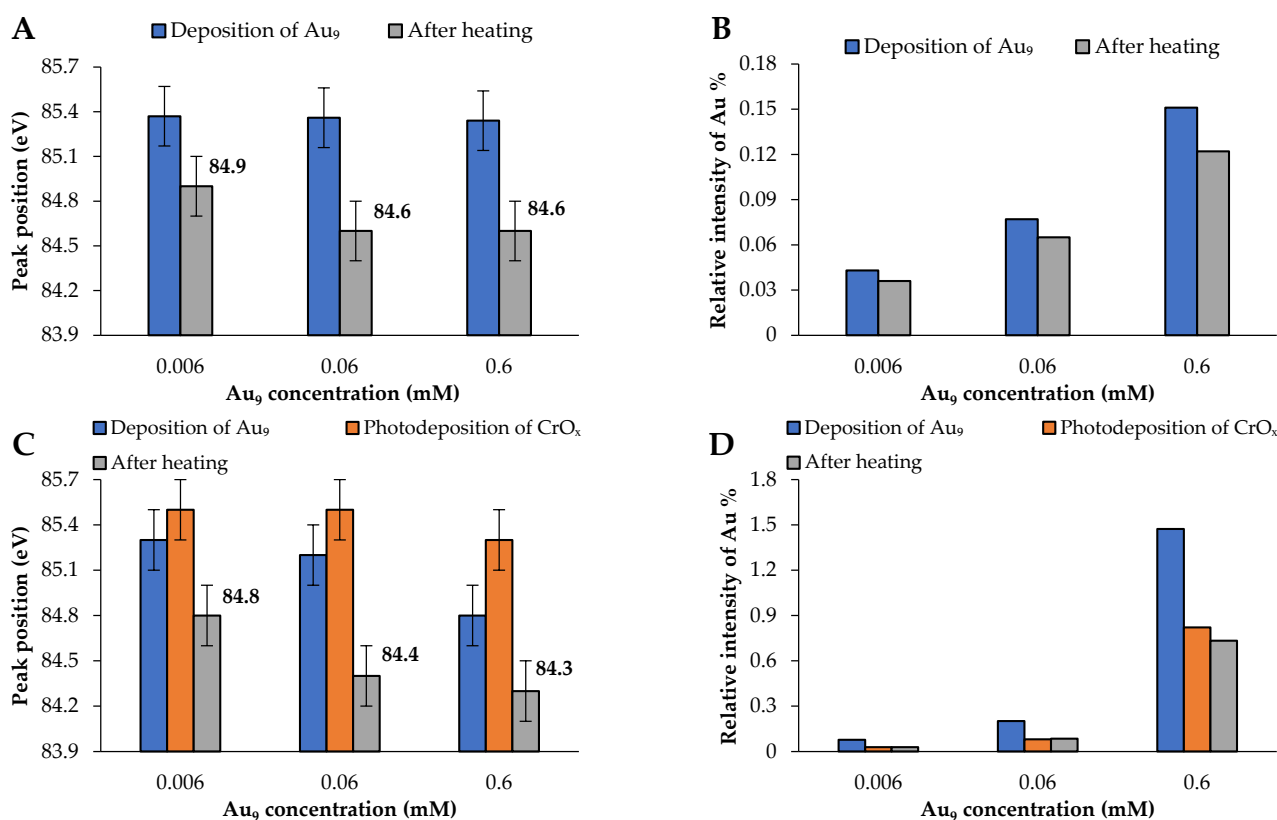 A
Deposition of Au₉ After heating
Peak position (eV)
85.7
85.4
85.1
84.8
84.5
84.2
83.9
84.9
84.6
84.6
0.006 0.06 0.6
Au₉ concentration (mM)
B
Deposition of Au₉ After heating
Relative intensity of Au %
0.18
0.15
0.12
0.09
0.06
0.03
0
0.006 0.06 0.6
Au₉ concentration (mM)
C
Deposition of Au₉ Photodeposition of CrOₓ
After heating
Peak position (eV)
85.7
85.4
85.1
84.8
84.5
84.2
83.9
84.8
84.4
84.3
0.006 0.06 0.6
Au₉ concentration (mM)
D
Deposition of Au₉ Photodeposition of CrOₓ
After heating
Relative intensity of Au %
1.8
1.5
1.2
0.9
0.6
0.3
0
0.006 0.06 0.6
Au₉ concentration (mM)